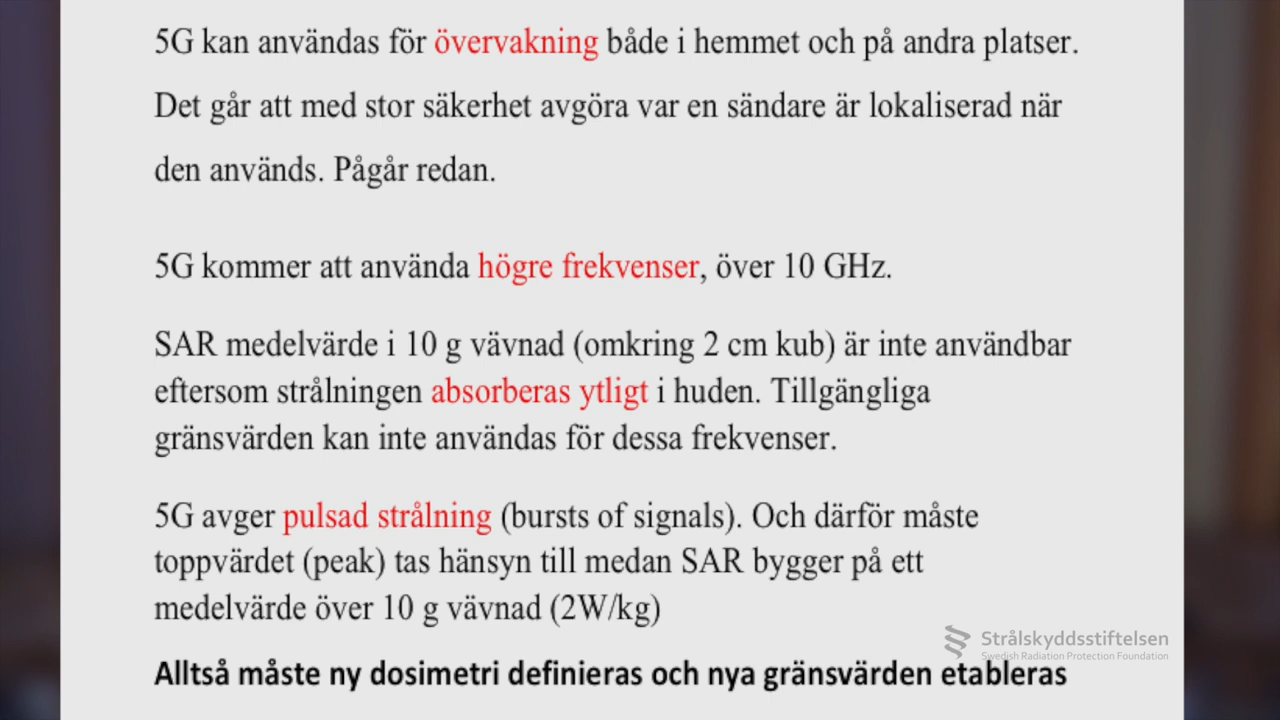 5G kan användas för övervakning både i hemmet och på andra platser.
Det går att med stor säkerhet avgöra var en sändare är lokaliserad när
den används. Pågår redan.
5G kommer att använda högre frekvenser, över 10 GHz.
SAR medelvärde i 10 g vävnad (omkring 2 cm kub) är inte användbar
eftersom strålningen absorberas ytligt i huden. Tillgängliga
gränsvärden kan inte användas för dessa frekvenser.
5G avger pulsad strålning (bursts of signals). Och därför måste
toppvärdet (peak) tas hänsyn till medan SAR bygger på ett
medelvärde över 10 g vävnad (2W/kg)
Strålskyddsstiftelsen
Swedish Radiation Protection Foundation
Alltså måste ny dosimetri definieras och nya gränsvärden etableras